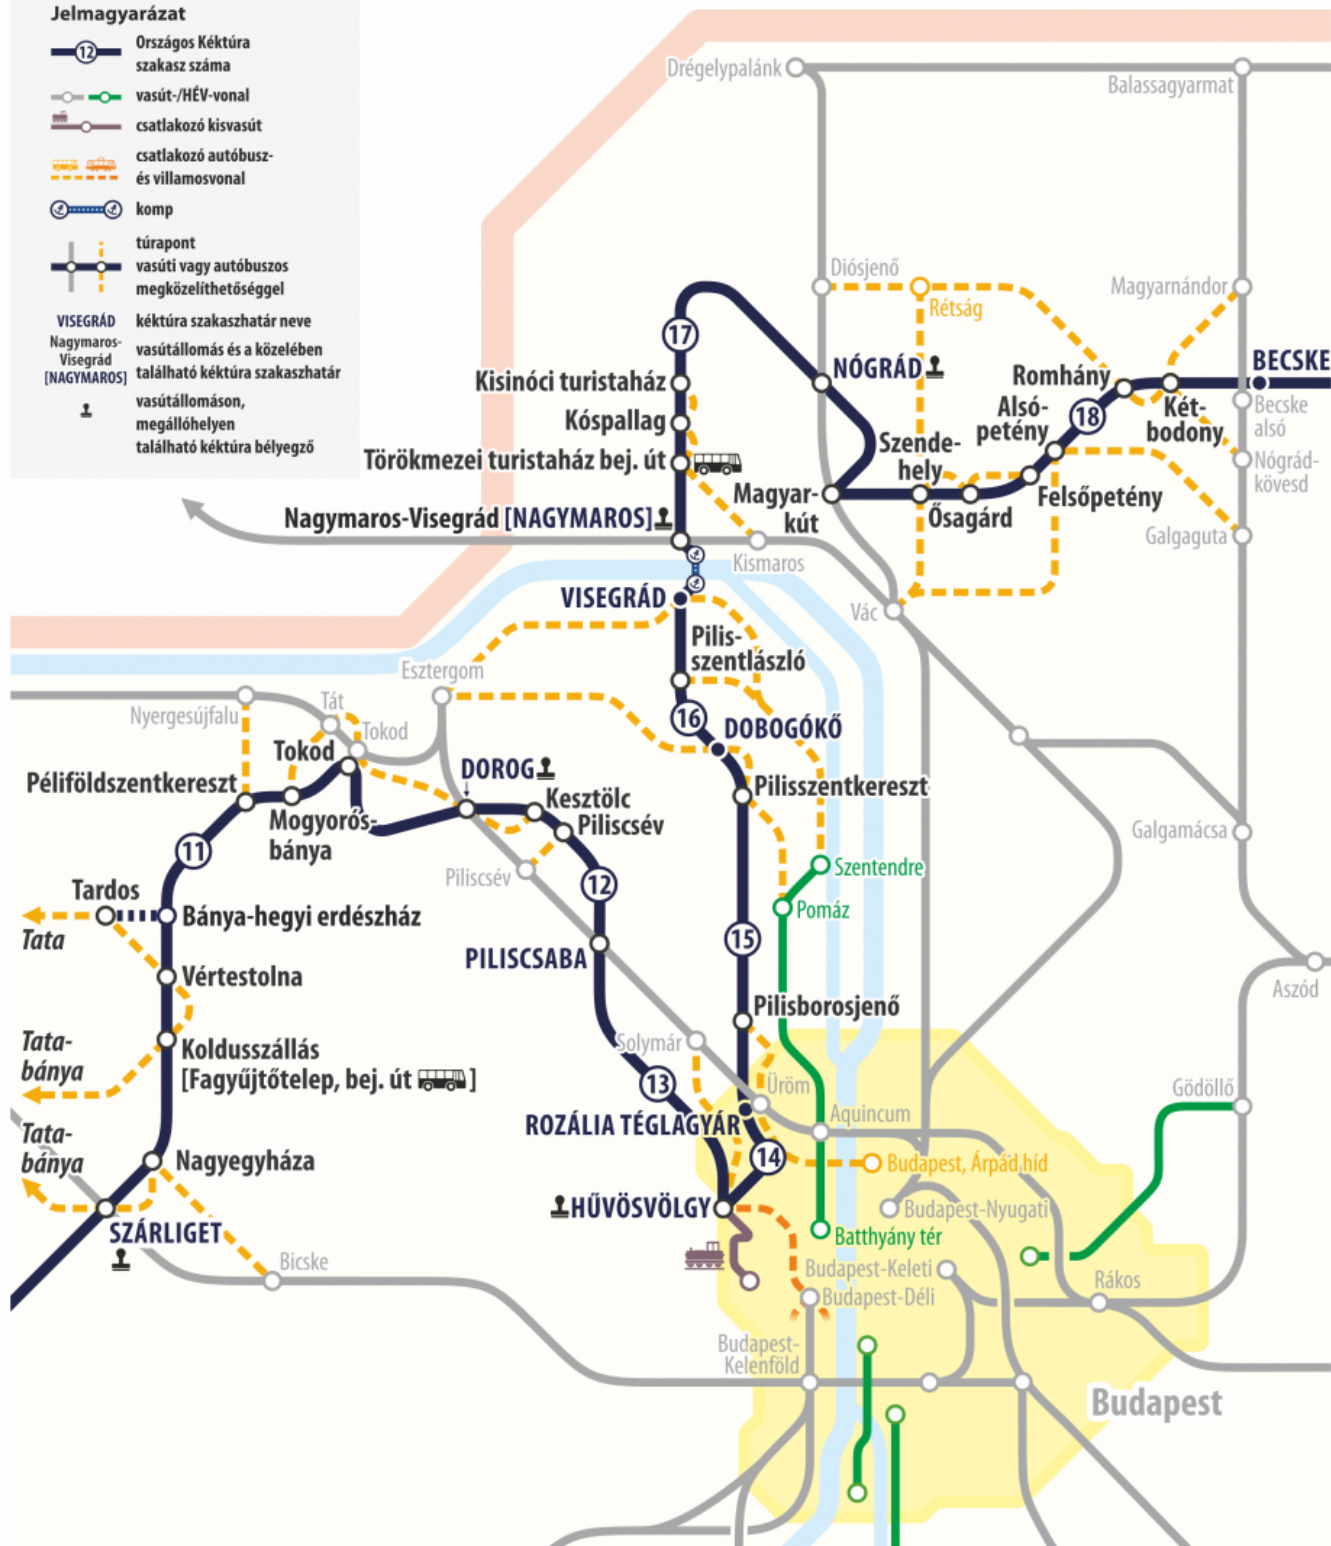 Jelmagyarázat
12
Országos Kéktúra
szakasz száma
vasút-/HÉV-vonal
csatlakozó kisvasút
csatlakozó autóbusz-
és villamosvonal
komp
túrapont
vasúti vagy autóbuszos
megközelíthetőséggel
VISEGRÁD
kéktúra szakaszhatár neve
Nagymaros-
Visegrád
[NAGYMAROS]
vasútállomás és a közelében
található kéktúra szakaszhatár
vasútállomáson,
megállóhelyen
található kéktúra bélyegző
Drégelypalánk
Balassagyarmat
Diósjenő
Rétság
Magyarnándor
17
NÓGRÁD
BECSKE
Kisinóci turistaház
Romhány
Becske
alsó
Kóspallag
Alsó-
petény
18
Két-
bodony
Törökmezei turistaház bej. út
Szende-
hely
Nógrád-
kövesd
Magyar-
kút
Felsőpetény
Ősagárd
Nagymaros-Visegrád [NAGYMAROS]
Galgaguta
Kismaros
VISEGRÁD
Vác
Pilis-
szentlászló
Esztergom
Nyergesújfalu
Tát
Tokod
16
DOBOGÓKŐ
Tokod
DOROG
Péliföldszentkereszt
Pilisszentkereszt
Kesztölc
Mogyorós-
bánya
Piliscsév
Galgamácsa
11
Piliscsév
12
Szentendre
Tardos
Pomáz
Bánya-hegyi erdészház
Tata
15
PILISCSABA
Aszód
Vértestolna
Pilisborosjenő
Tata-
bánya
Koldusszállás
[Fagyűjtőtelep, bej. út ]
Solymár
13
Üröm
Gödöllő
ROZÁLIA TÉGLAGYÁR
Aquincum
Tata-
bánya
Nagyegyháza
14
Budapest, Árpád híd
HŰVÖSVÖLGY
Budapest-Nyugati
SZÁRLIGET
Batthyány tér
Bicske
Budapest-Keleti
Rákos
Budapest-Déli
Budapest-
Kelenföld
Budapest